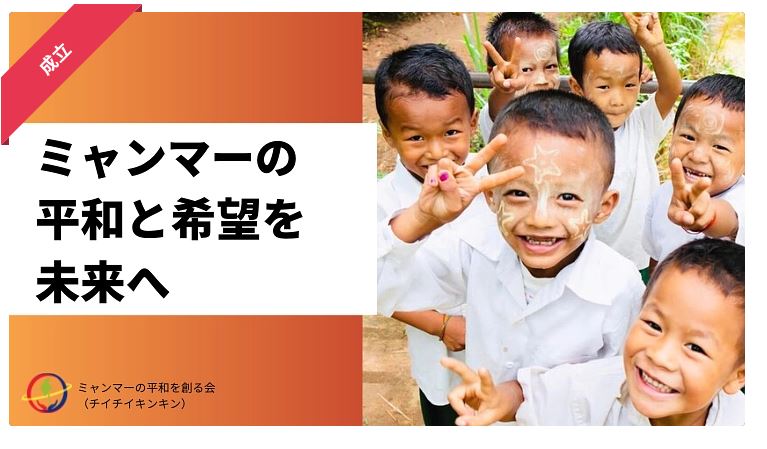 成立
ミャンマーの
平和と希望を
未来へ
ミャンマーの平和を創る会
（チイチイキンキン）